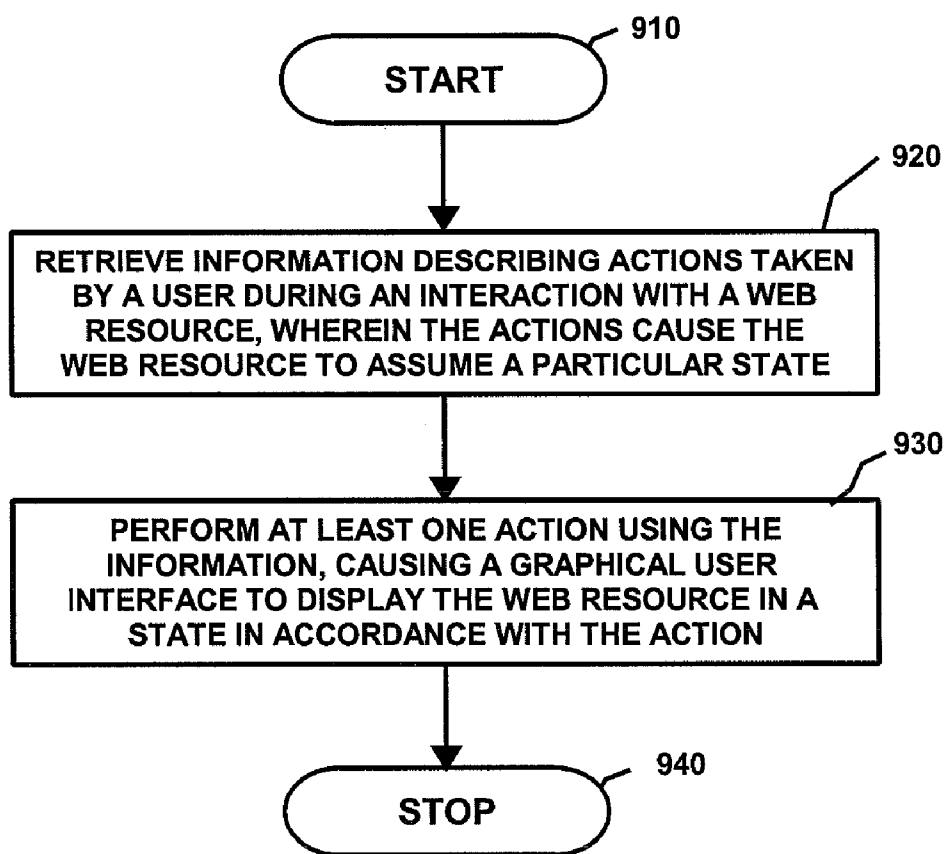 910
START
920
RETRIEVE INFORMATION DESCRIBING ACTIONS TAKEN
BY A USER DURING AN INTERACTION WITH A WEB
RESOURCE, WHEREIN THE ACTIONS CAUSE THE
WEB RESOURCE TO ASSUME A PARTICULAR STATE
930
PERFORM AT LEAST ONE ACTION USING THE
INFORMATION, CAUSING A GRAPHICAL USER
INTERFACE TO DISPLAY THE WEB RESOURCE IN A
STATE IN ACCORDANCE WITH THE ACTION
940
STOP